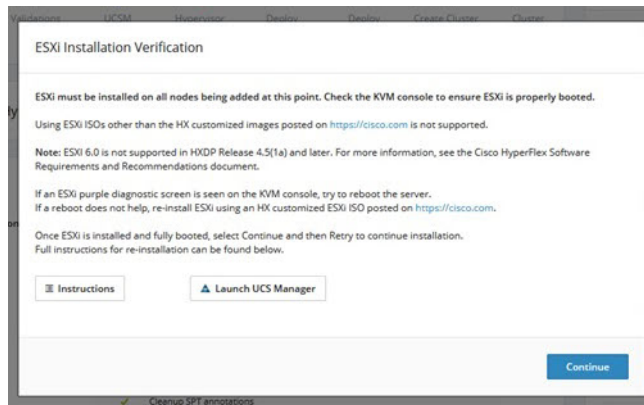 Validations UCSM Hypervisor Deploy Deploy Create Cluster Cluster
ESXi Installation Verification
ESXi must be installed on all nodes being added at this point. Check the KVM console to ensure ESXi is properly booted.
Using ESXi ISOs other than the HX customized images posted on https://cisco.com is not supported.
Note: ESXI 6.0 is not supported in HXDP Release 4.5(1a) and later. For more information, see the Cisco HyperFlex Software
Requirements and Recommendations document.
If an ESXi purple diagnostic screen is seen on the KVM console, try to reboot the server.
If a reboot does not help, re-install ESXi using an HX customized ESXi ISO posted on https://cisco.com.
Once ESXi is installed and fully booted, select Continue and then Retry to continue installation.
Full instructions for re-installation can be found below.
Instructions Launch UCS Manager
Continue
Cleanup SPT annotations